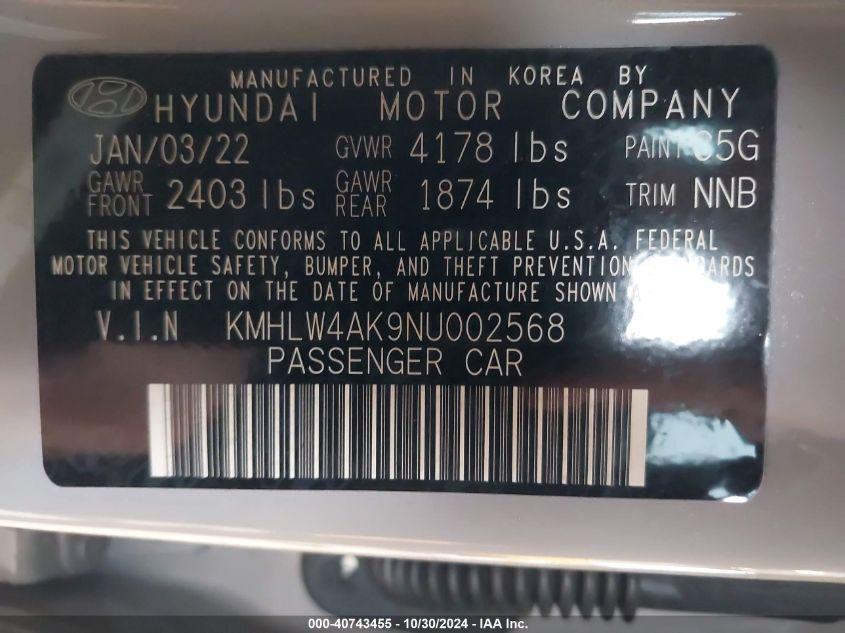 MANUFACTURED IN KOREA BY
HYUNDAI MOTOR COMPANY
JAN/03/22 GVWR 4178 lbs PAINT C5G
GAWR FRONT 2403 lbs GAWR REAR 1874 lbs TRIM NNB
THIS VEHICLE CONFORMS TO ALL APPLICABLE U.S.A. FEDERAL
MOTOR VEHICLE SAFETY, BUMPER, AND THEFT PREVENTION STANDARDS
IN EFFECT ON THE DATE OF MANUFACTURE SHOWN
V.I.N KMHLW4AK9NU002568
PASSENGER CAR
000-40743455 - 10/30/2024 - IAA Inc.